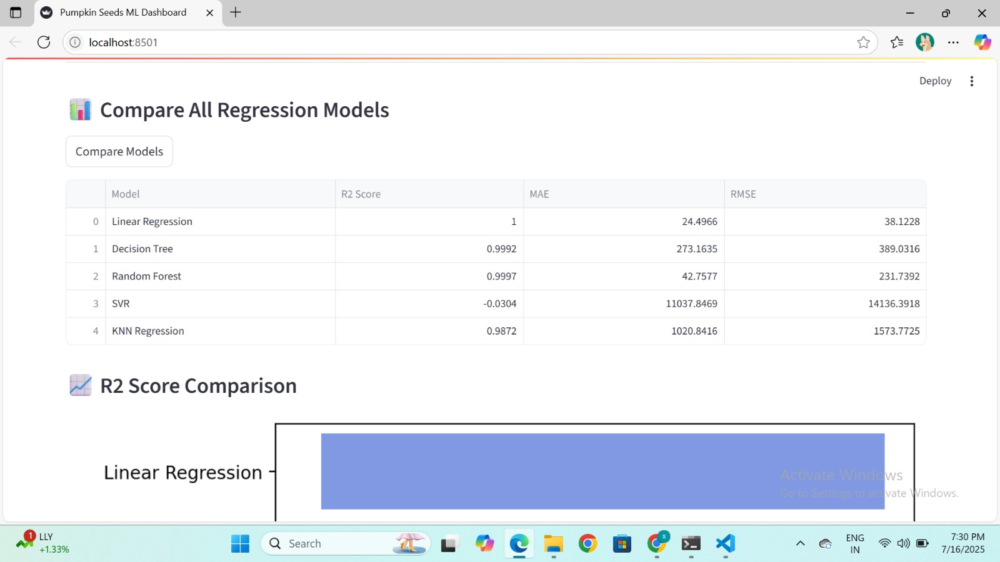 Pumpkin Seeds ML Dashboard
localhost:8501
Deploy
Compare All Regression Models
Compare Models
Model R2 Score MAE RMSE
0 Linear Regression 1 24.4966 38.1228
1 Decision Tree 0.9992 273.1635 389.0316
2 Random Forest 0.9997 42.7577 231.7392
3 SVR -0.0304 11037.8469 14136.3918
4 KNN Regression 0.9872 1020.8416 1573.7725
R2 Score Comparison
Linear Regression
Activate Windows
Go to Settings to activate Windows.
1 LLY
+1.33%
Search
S
ENG
IN
7:30 PM
7/16/2025